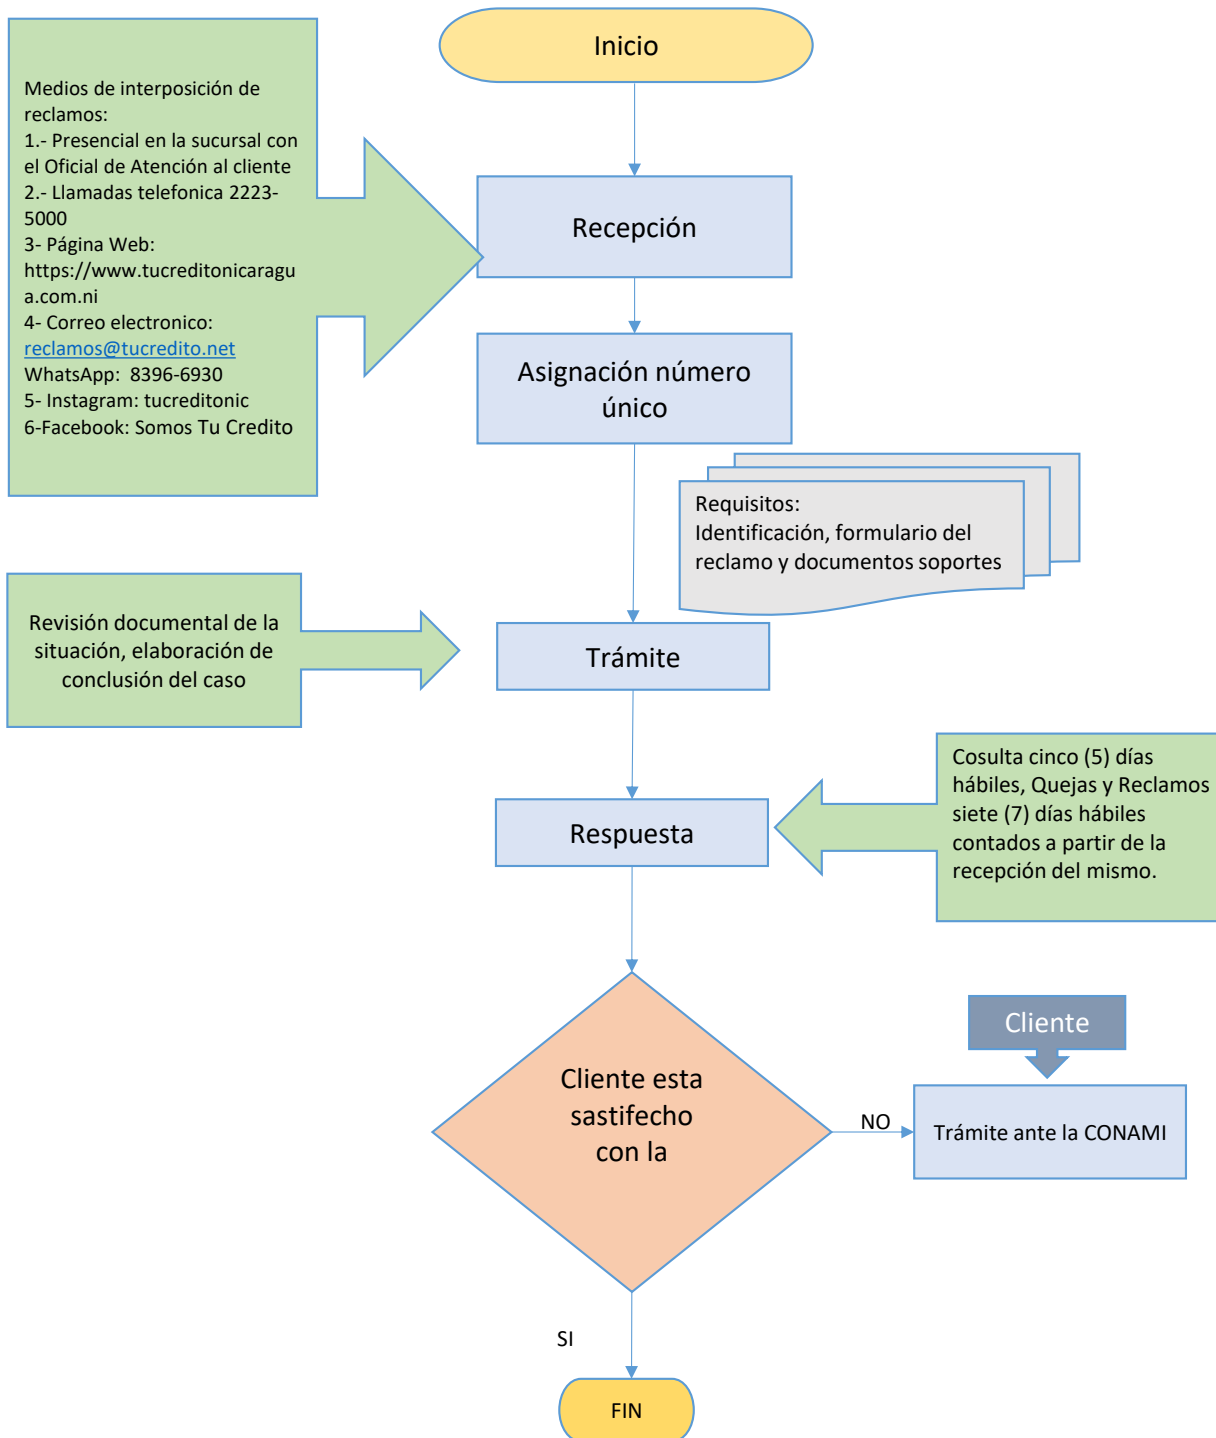 Inicio
Medios de interposición de
reclamos:
1.- Presencial en la sucursal con
el Oficial de Atención al cliente
2.- Llamadas telefonica 2223-
5000
3- Página Web:
https://www.tucreditonicaragu
a.com.ni
4- Correo electronico:
reclamos@tucredito.net
WhatsApp: 8396-6930
5- Instagram: tucreditonic
6-Facebook: Somos Tu Credito
Recepción
Asignación número
único
Requisitos:
Identificación, formulario del
reclamo y documentos soportes
Revisión documental de la
situación, elaboración de
conclusión del caso
Trámite
Cosulta cinco (5) días
hábiles, Quejas y Reclamos
siete (7) días hábiles
contados a partir de la
recepción del mismo.
Respuesta
Cliente esta
sastifecho
con la
NO
Cliente
Trámite ante la CONAMI
SI
FIN